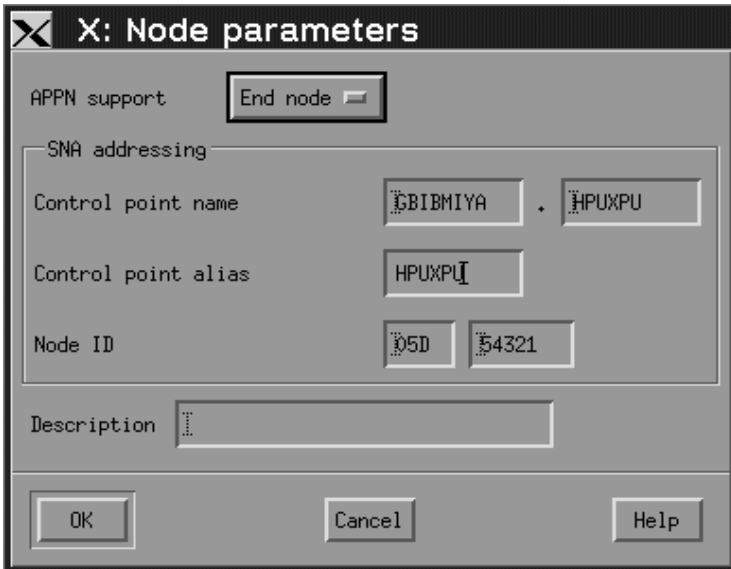 X: Node parameters
APPN support End node
SNA addressing
Control point name GBIBMIYA . HPUXPU
Control point alias HPUXPU
Node ID 05D 54321
Description
OK Cancel Help